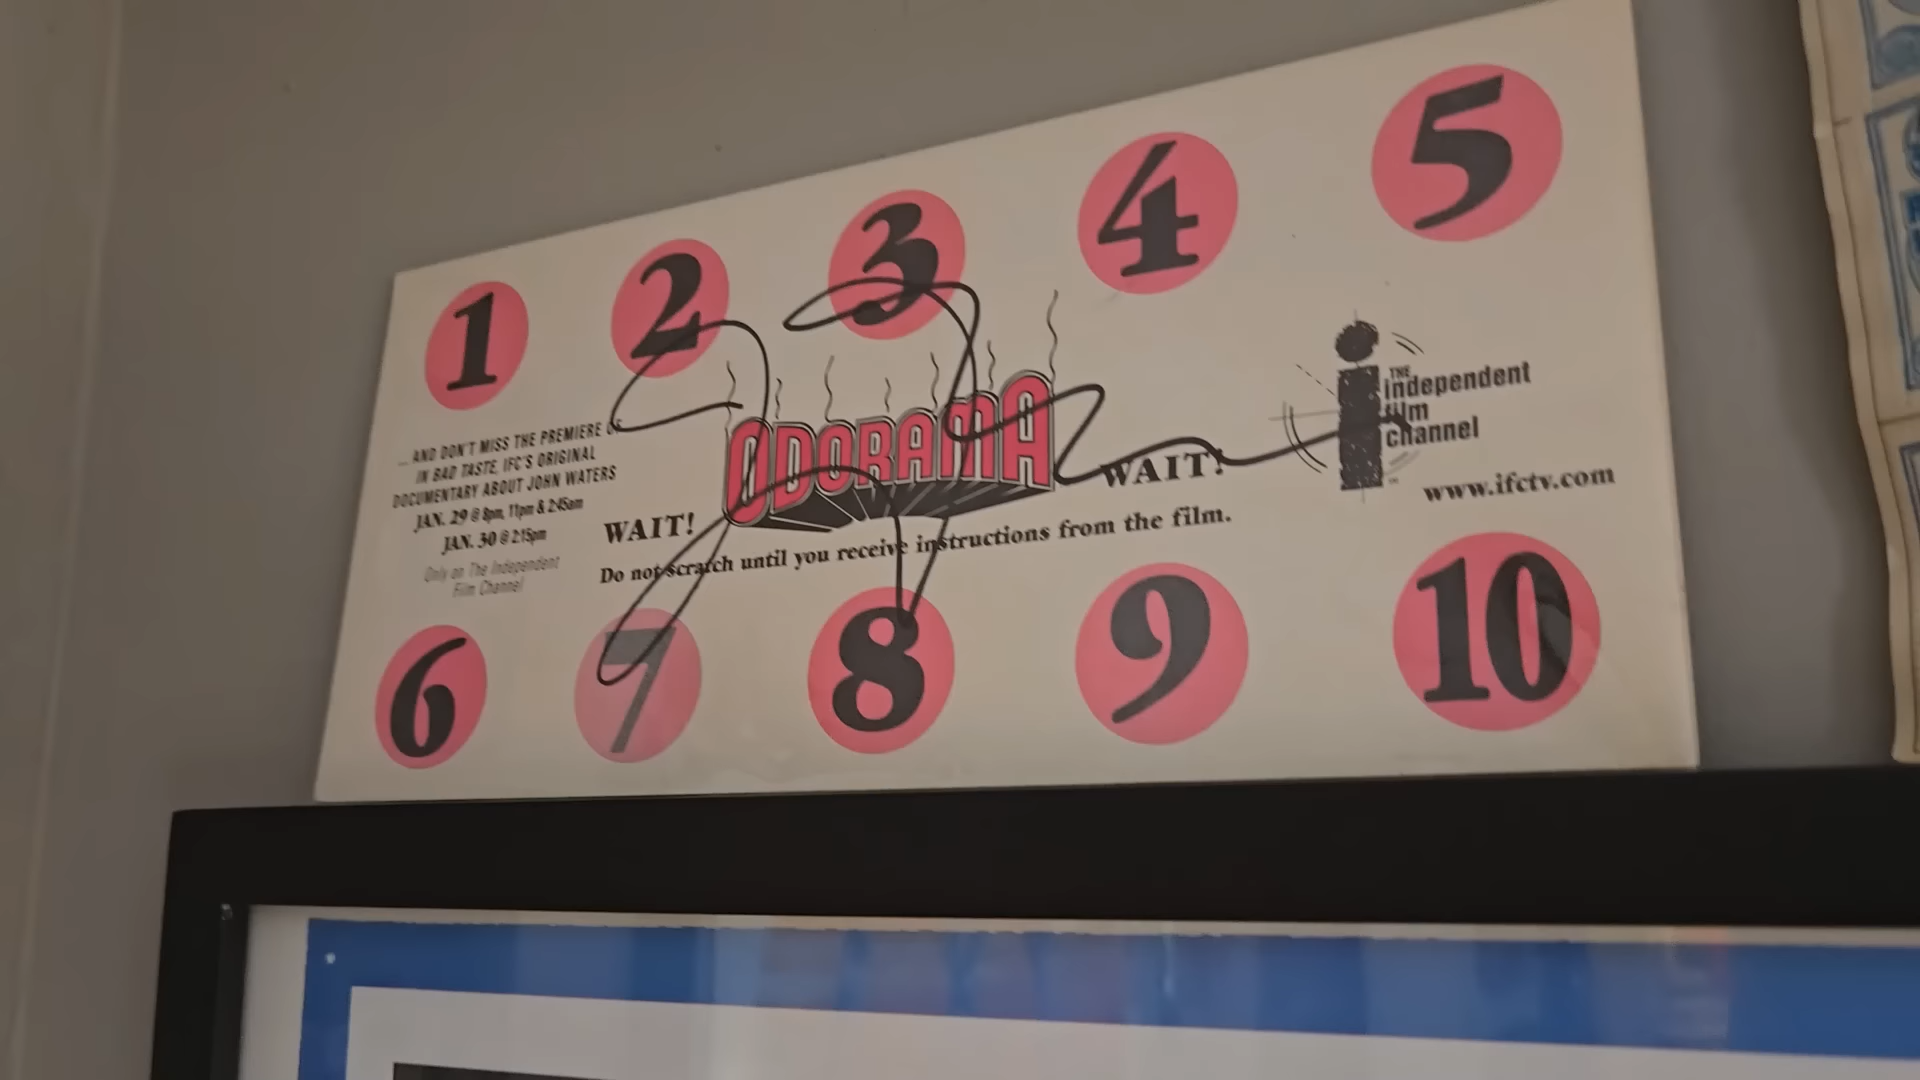 1 2 3 4 5
... AND DON'T MISS THE PREMIERE OF
IN BAD TASTE, IFC'S ORIGINAL
DOCUMENTARY ABOUT JOHN WATERS
JAN. 29 @ 8pm, 11pm & 2:45am
JAN. 30 @ 2:15pm
Only on The Independent
Film Channel
ODORAMA
WAIT! WAIT!
Do not scratch until you receive instructions from the film.
THE
independent
film
channel
www.ifctv.com
6 7 8 9 10